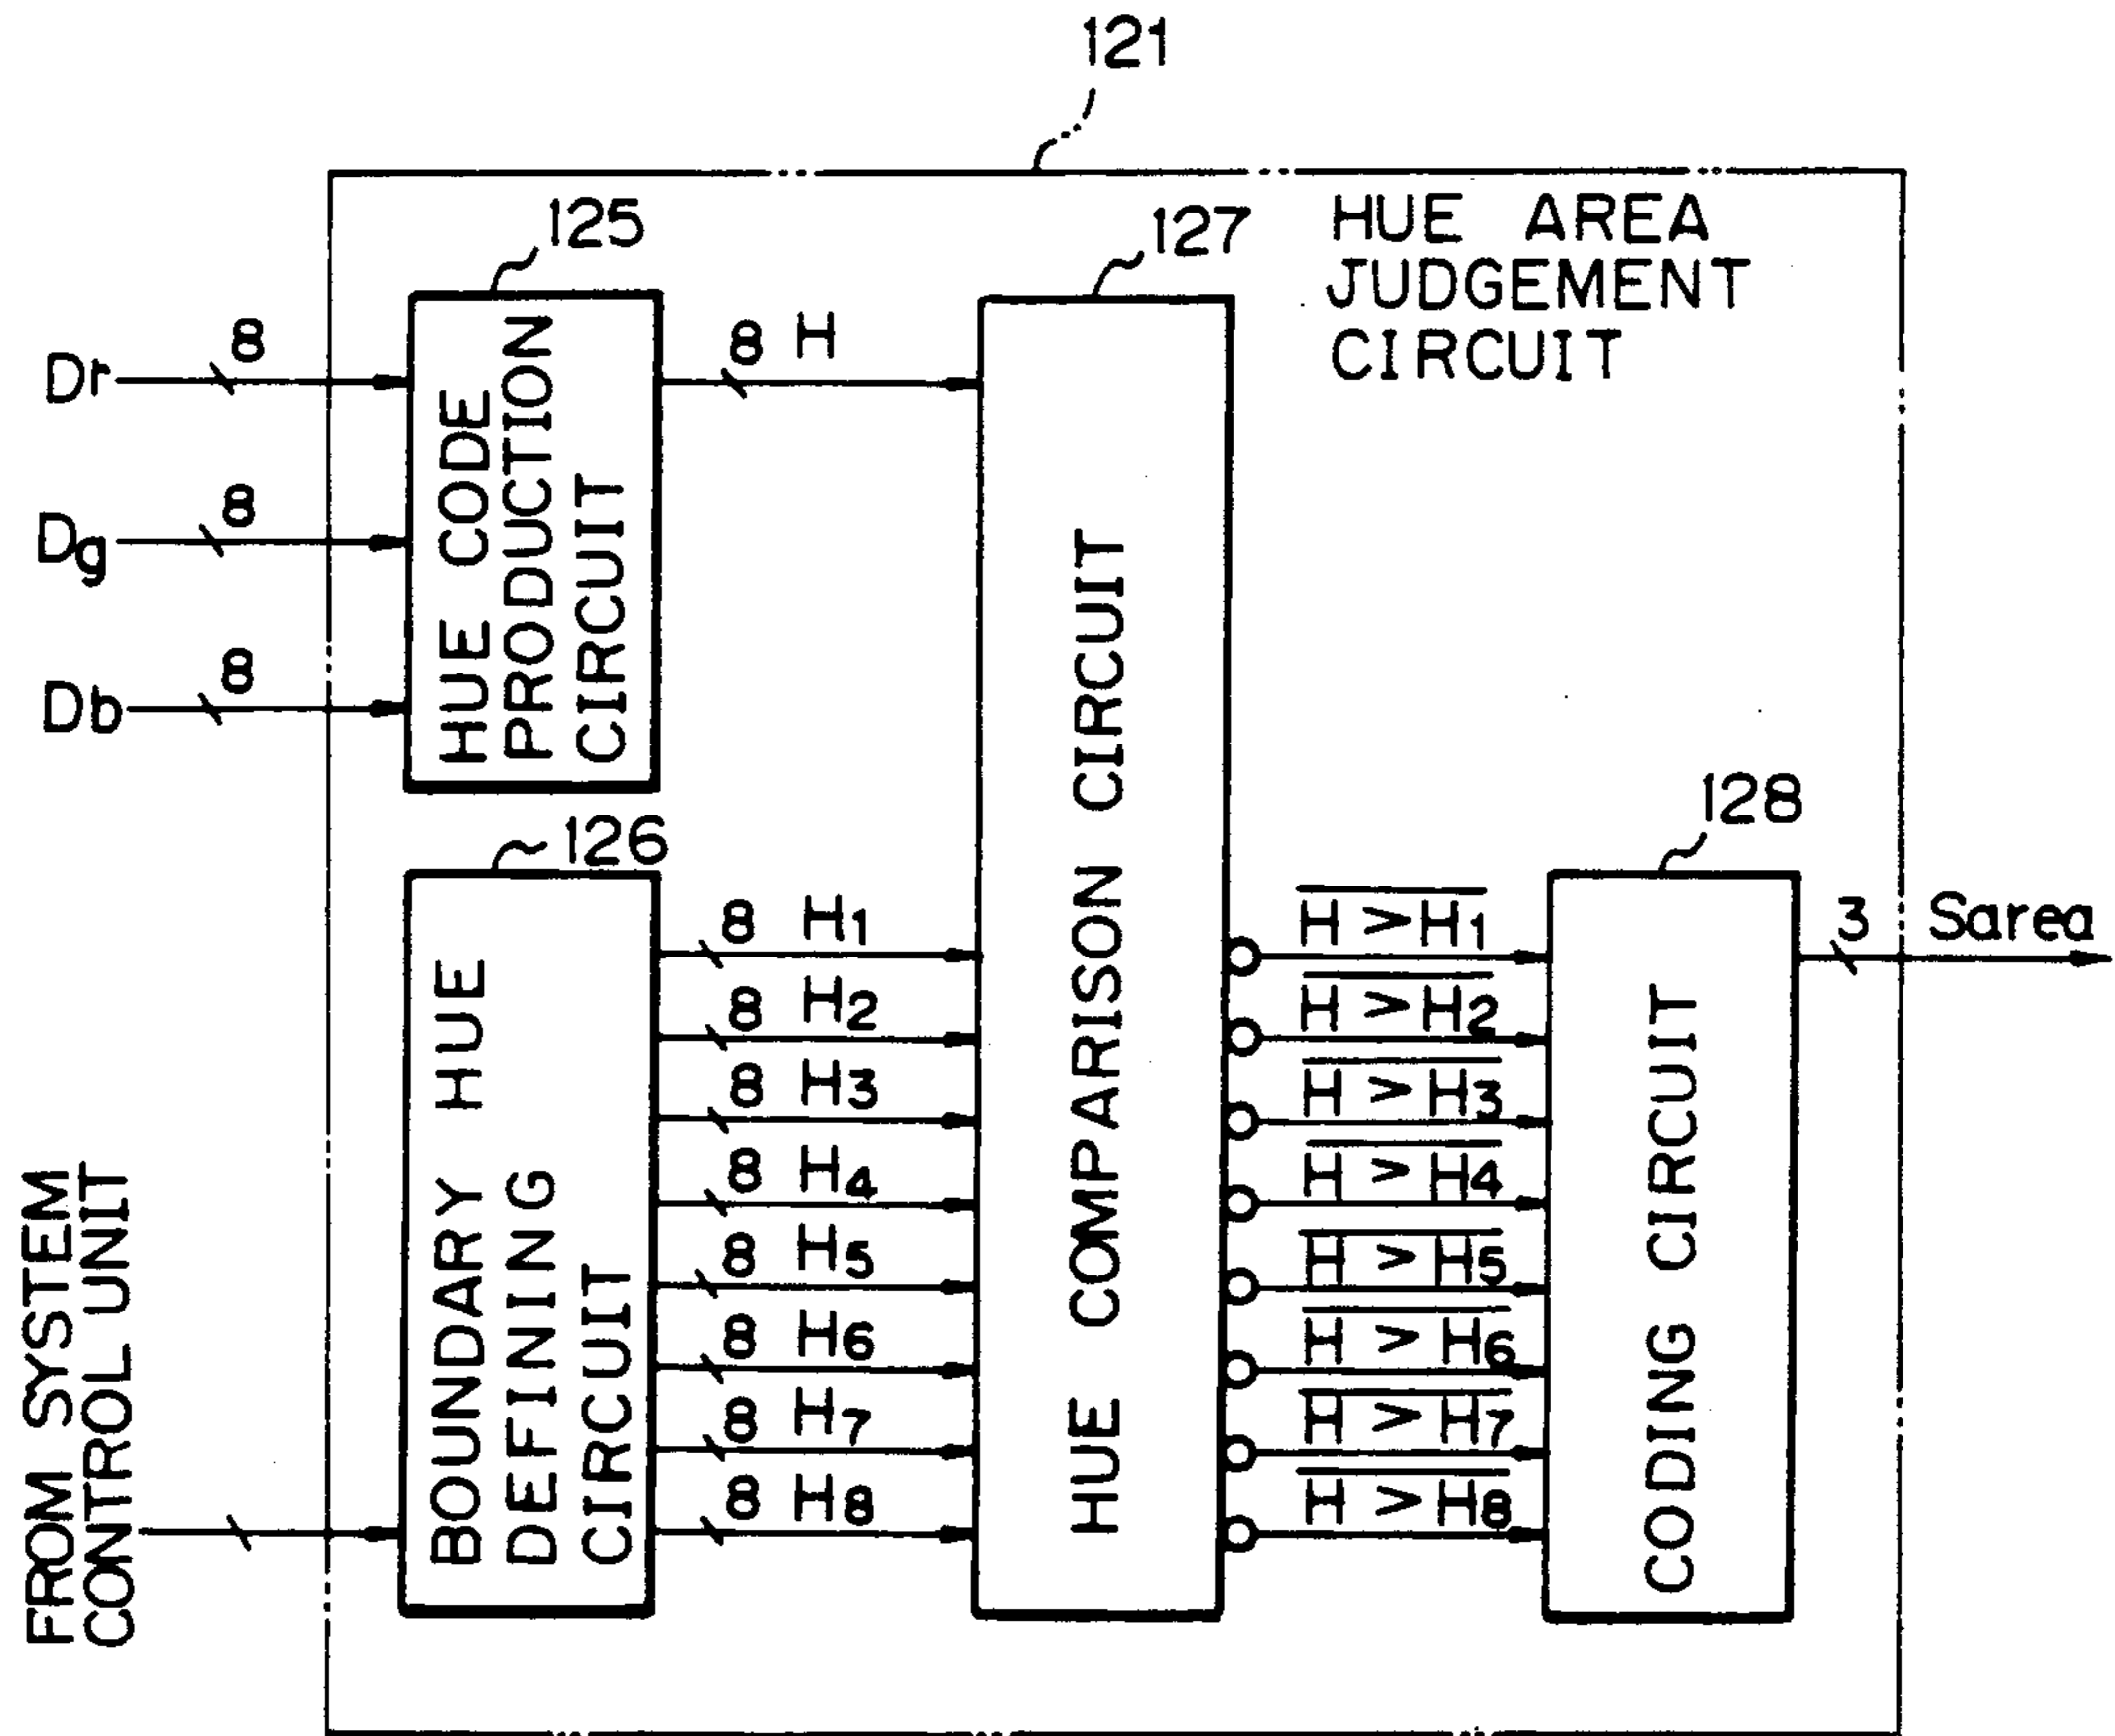 121
125
127
HUE AREA
JUDGEMENT
CIRCUIT
Dr
8
Dg
8
Db
8
HUE CODE
PRODUCTION
CIRCUIT
8 H
HUE COMPARISON CIRCUIT
126
128
FROM SYSTEM
CONTROL UNIT
BOUNDARY HUE
DEFINING
CIRCUIT
8 H1
8 H2
8 H3
8 H4
8 H5
8 H6
8 H7
8 H8
H > H1
H > H2
H > H3
H > H4
H > H5
H > H6
H > H7
H > H8
CODING CIRCUIT
3 Sarea